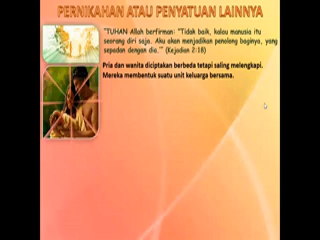 PERNIKAHAN ATAU PENYATUAN LAINNYA
"TUHAN Allah berfirman: "Tidak baik, kalau manusia itu
seorang diri saja. Aku akan menjadikan penolong baginya, yang
sepadan dengan dia.'" (Kejadian 2:18)
Pria dan wanita diciptakan berbeda tetapi saling melengkapi.
Mereka membentuk suatu unit keluarga bersama.